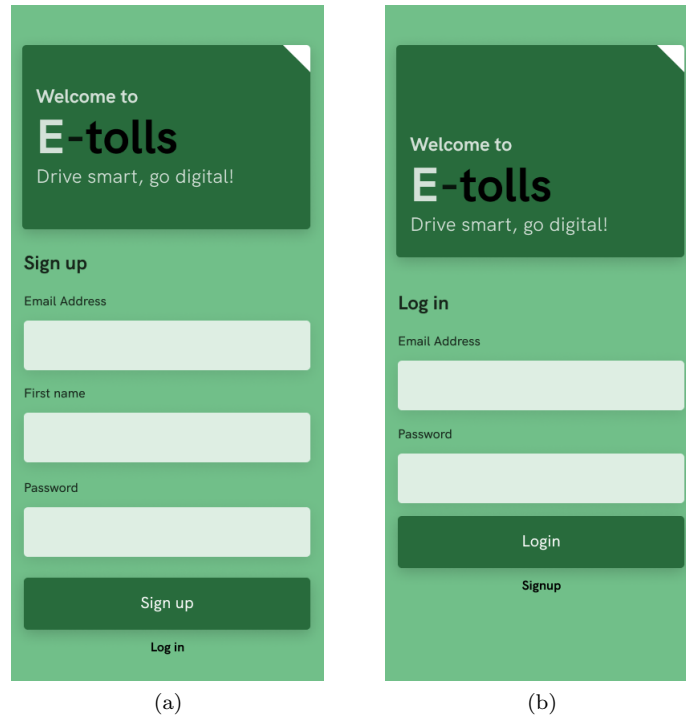 Welcome to
E-tolls
Drive smart, go digital!
Sign up
Email Address
First name
Password
Sign up
Log in
(a)
Welcome to
E-tolls
Drive smart, go digital!
Log in
Email Address
Password
Login
Signup
(b)